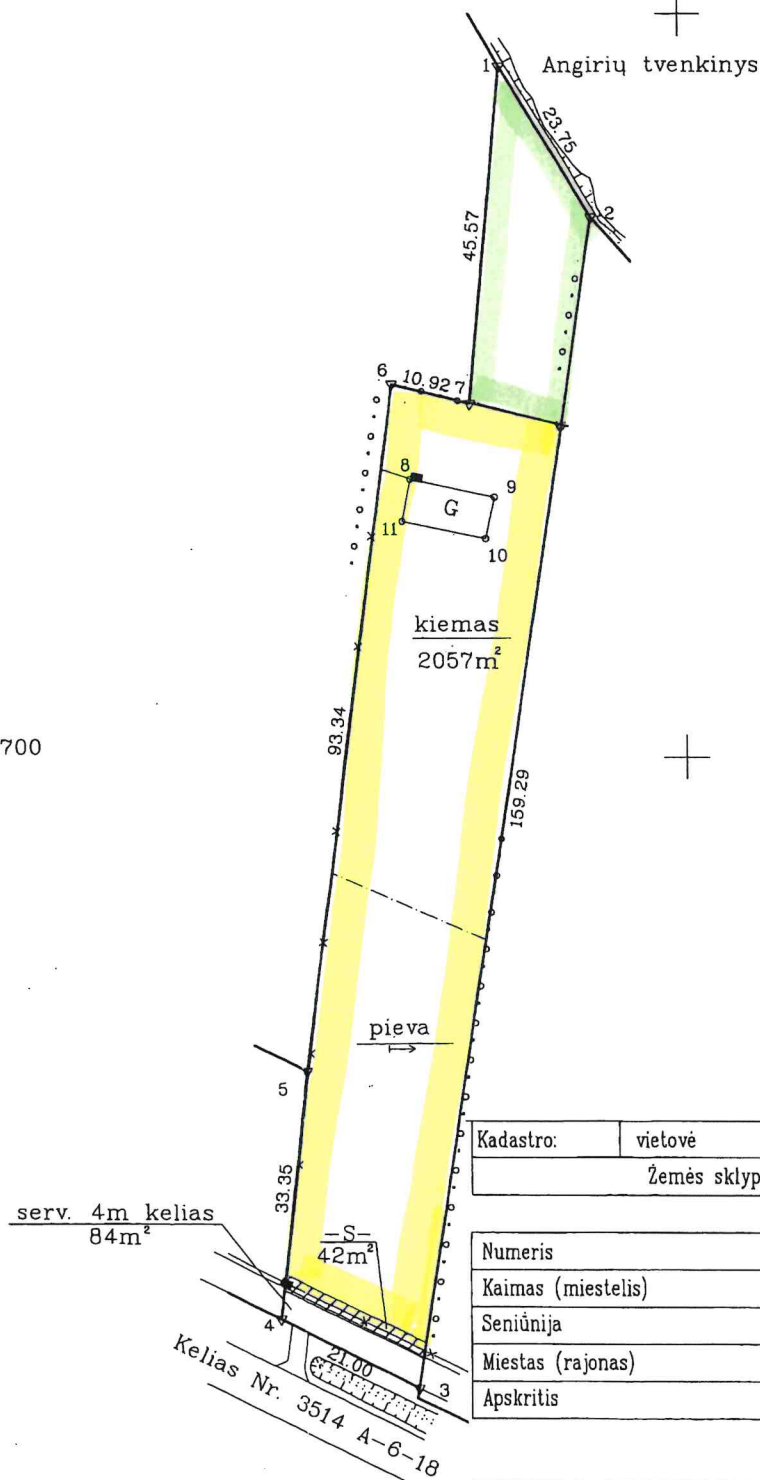 Angirių tvenkinys
1
23.75
2
45.57
6
10.92
7
8
9
G
11
10
kiemas
2057m²
93.34
700
159.29
pieva
5
Kadastro: vietovė
Žemės sklyp
33.35
serv. 4m kelias
84m²
-S-
42m²
Numeris
Kaimas (miestelis)
Seniūnija
Miestas (rajonas)
Apskritis
4
21.00
3
Kelias Nr. 3514 A-6-18